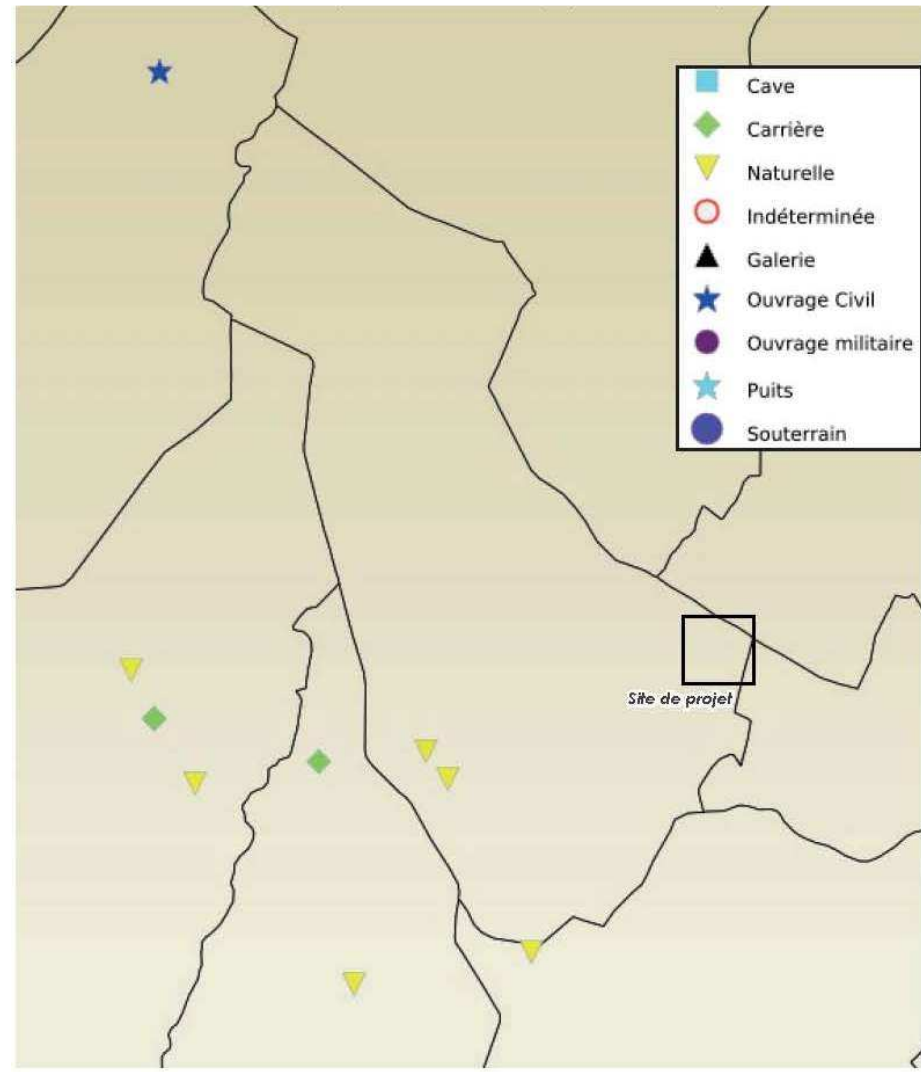 Cave
Carrière
Naturelle
Indéterminée
Galerie
Ouvrage Civil
Ouvrage militaire
Puits
Souterrain
Site de projet